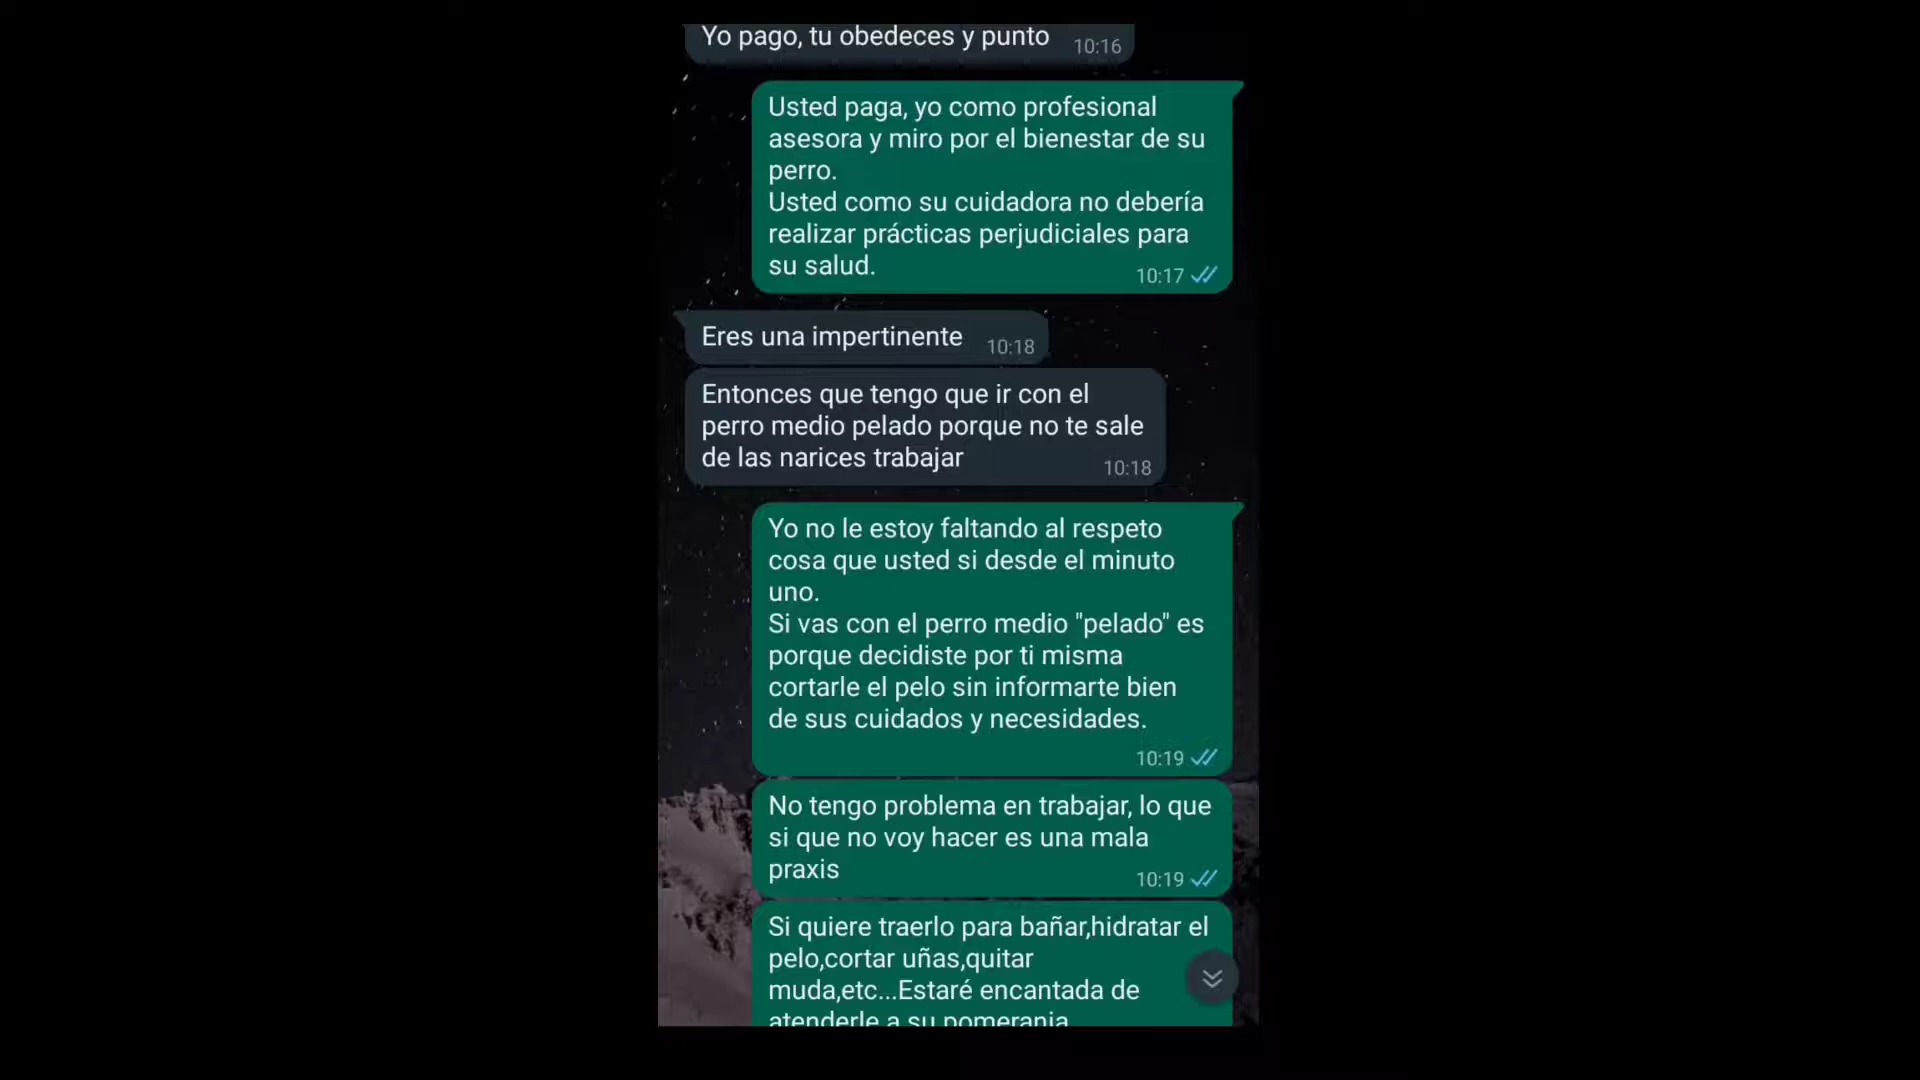 Yo pago, tu obedeces y punto 10:16
Usted paga, yo como profesional
asesora y miro por el bienestar de su
perro.
Usted como su cuidadora no debería
realizar prácticas perjudiciales para
su salud. 10:17
Eres una impertinente 10:18
Entonces que tengo que ir con el
perro medio pelado porque no te sale
de las narices trabajar 10:18
Yo no le estoy faltando al respeto
cosa que usted si desde el minuto
uno.
Si vas con el perro medio "pelado" es
porque decidiste por ti misma
cortarle el pelo sin informarte bien
de sus cuidados y necesidades.
10:19
No tengo problema en trabajar, lo que
si que no voy hacer es una mala
praxis 10:19
Si quiere traerlo para bañar,hidratar el
pelo,cortar uñas,quitar
muda,etc...Estaré encantada de
atenderle a su pomerania